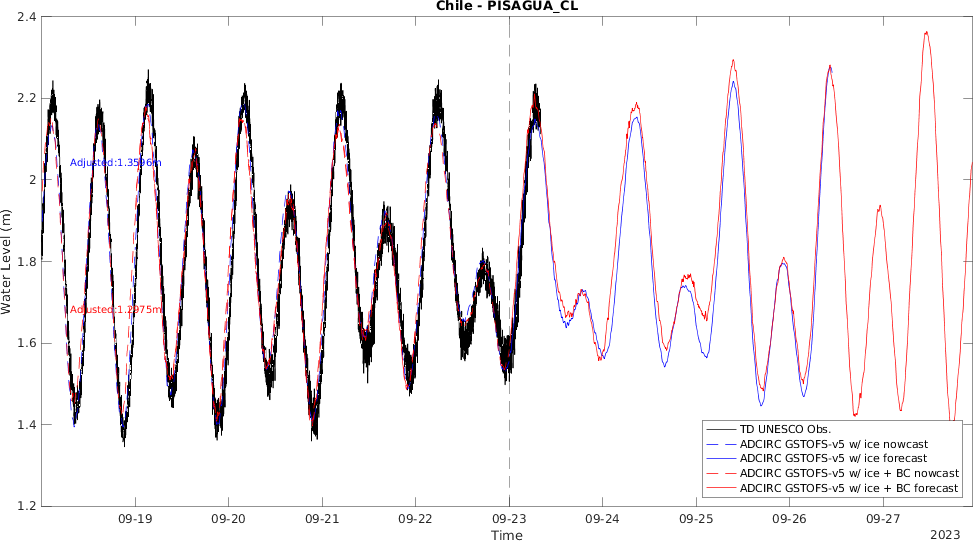 Chile - PISAGUA_CL
2.4
2.2
2
1.8
1.6
1.4
1.2
Water Level (m)
Adjusted:1.3596m
Adjusted:1.2975m
TD UNESCO Obs.
ADCIRC GSTOFS-v5 w/ ice nowcast
ADCIRC GSTOFS-v5 w/ ice forecast
ADCIRC GSTOFS-v5 w/ ice + BC nowcast
ADCIRC GSTOFS-v5 w/ ice + BC forecast
09-19 09-20 09-21 09-22 09-23 09-24 09-25 09-26 09-27
Time
2023